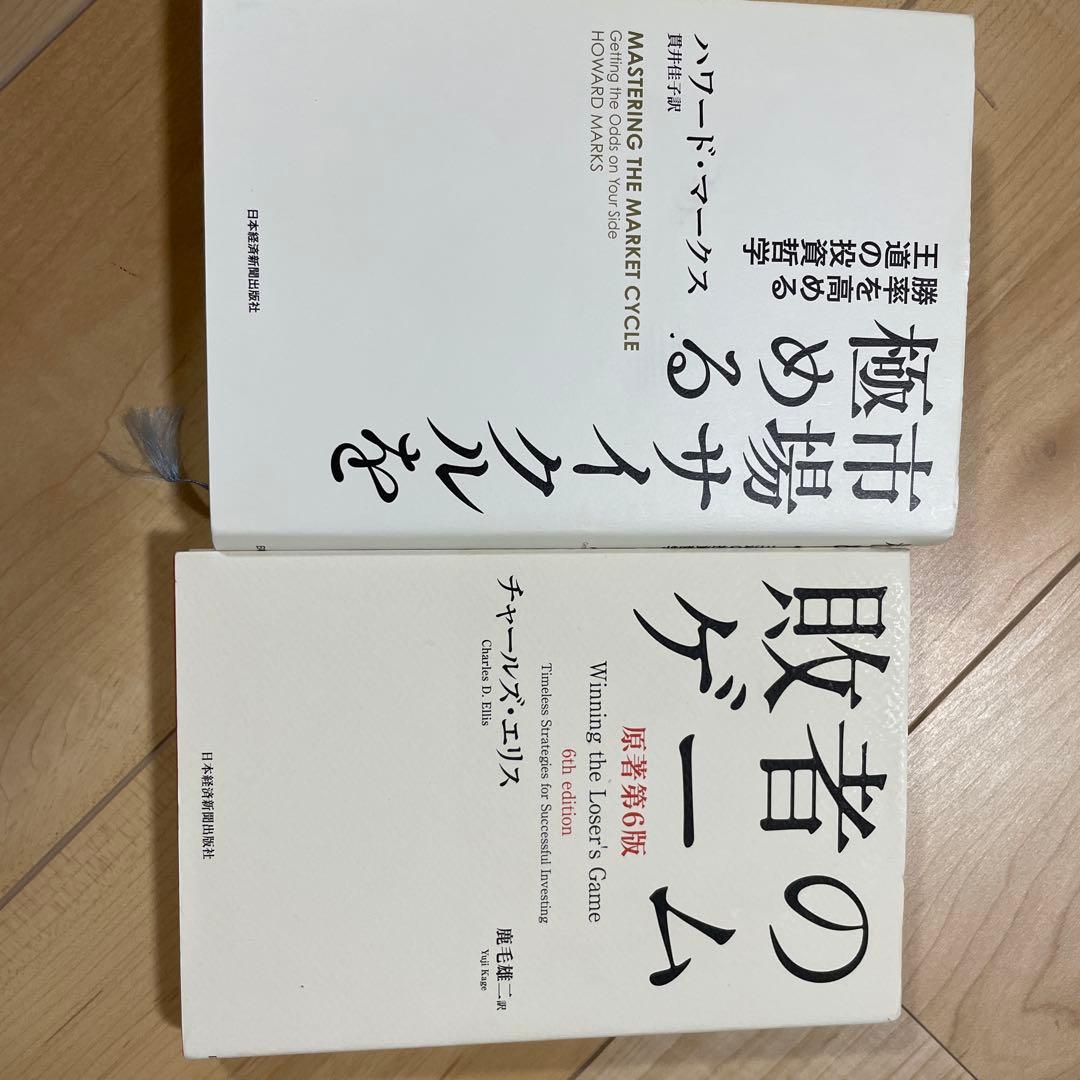 市場サイクルを
極める
勝率を高める
王道の投資哲学
ハワード・マークス
貫井佳子訳
MASTERING THE MARKET CYCLE
Getting the Odds on Your Side
HOWARD MARKS
日本経済新聞出版社
敗者の
ゲーム
原著第6版
Winning the Loser's Game
6th edition
Timeless Strategies for Successful Investing
チャールズ・エリス
Charles D. Ellis
鹿毛雄二訳
Yuji Kage
日本経済新聞出版社